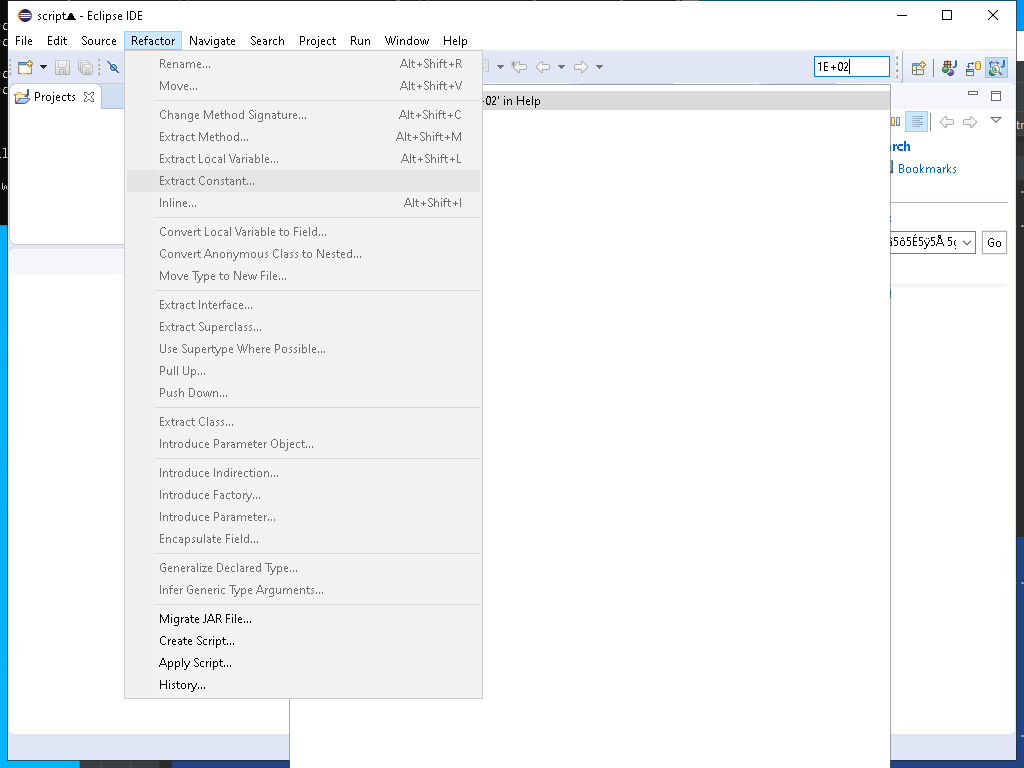 script▲ - Eclipse IDE
File Edit Source Refactor Navigate Search Project Run Window Help
1E+02
Projects
Rename... Alt+Shift+R
Move... Alt+Shift+V
Change Method Signature... Alt+Shift+C
Extract Method... Alt+Shift+M
Extract Local Variable... Alt+Shift+L
Extract Constant...
Inline... Alt+Shift+I
Convert Local Variable to Field...
Convert Anonymous Class to Nested...
Move Type to New File...
Extract Interface...
Extract Superclass...
Use Supertype Where Possible...
Pull Up...
Push Down...
Extract Class...
Introduce Parameter Object...
Introduce Indirection...
Introduce Factory...
Introduce Parameter...
Encapsulate Field...
Generalize Declared Type...
Infer Generic Type Arguments...
Migrate JAR File...
Create Script...
Apply Script...
History...
+02' in Help
rch
Bookmarks
Go